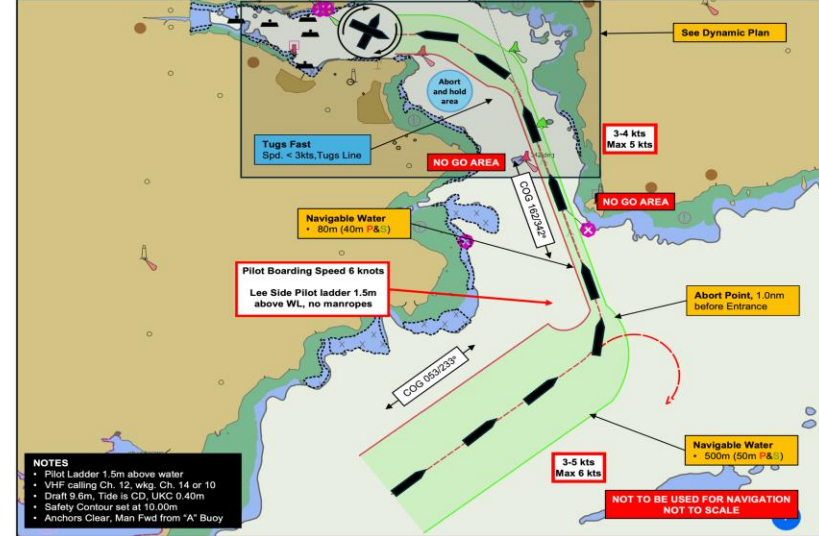 See Dynamic Plan
Abort
and hold
area
Tugs Fast
Spd. < 3kts,Tugs Line
3-4 kts
Max 5 kts
NO GO AREA
NO GO AREA
COG 162/342º
Navigable Water
• 80m (40m P&S)
Pilot Boarding Speed 6 knots
Lee Side Pilot ladder 1.5m
above WL, no manropes
Abort Point, 1.0nm
before Entrance
COG 053/233º
Navigable Water
• 500m (50m P&S)
3-5 kts
Max 6 kts
NOTES
• Pilot Ladder 1.5m above water
• VHF calling Ch. 12, wkg. Ch. 14 or 10
• Draft 9.6m, Tide is CD, UKC 0.40m
• Safety Contour set at 10.00m
• Anchors Clear, Man Fwd from "A" Buoy
NOT TO BE USED FOR NAVIGATION
NOT TO SCALE